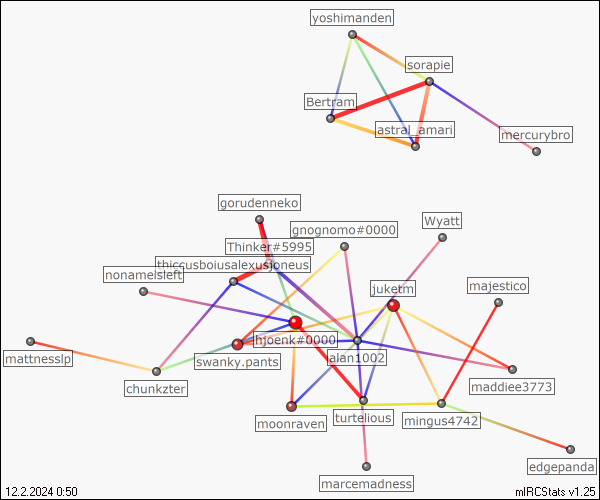 yoshimanden
sorapie
Bertram
astral_amari
mercurybro
gorudenneko
Wyatt
gnognomo#0000
Thinker#5995
thiccusboiusalexusjoneus
nonameisleft
juketm
majestico
hjoenk#0000
alan1002
mattnesslp
swanky.pants
chunkzter
maddiee3773
moonraven
turtelious
mingus4742
edgepanda
marcemadness
12.2.2024 0:50
mIRCStats v1.25